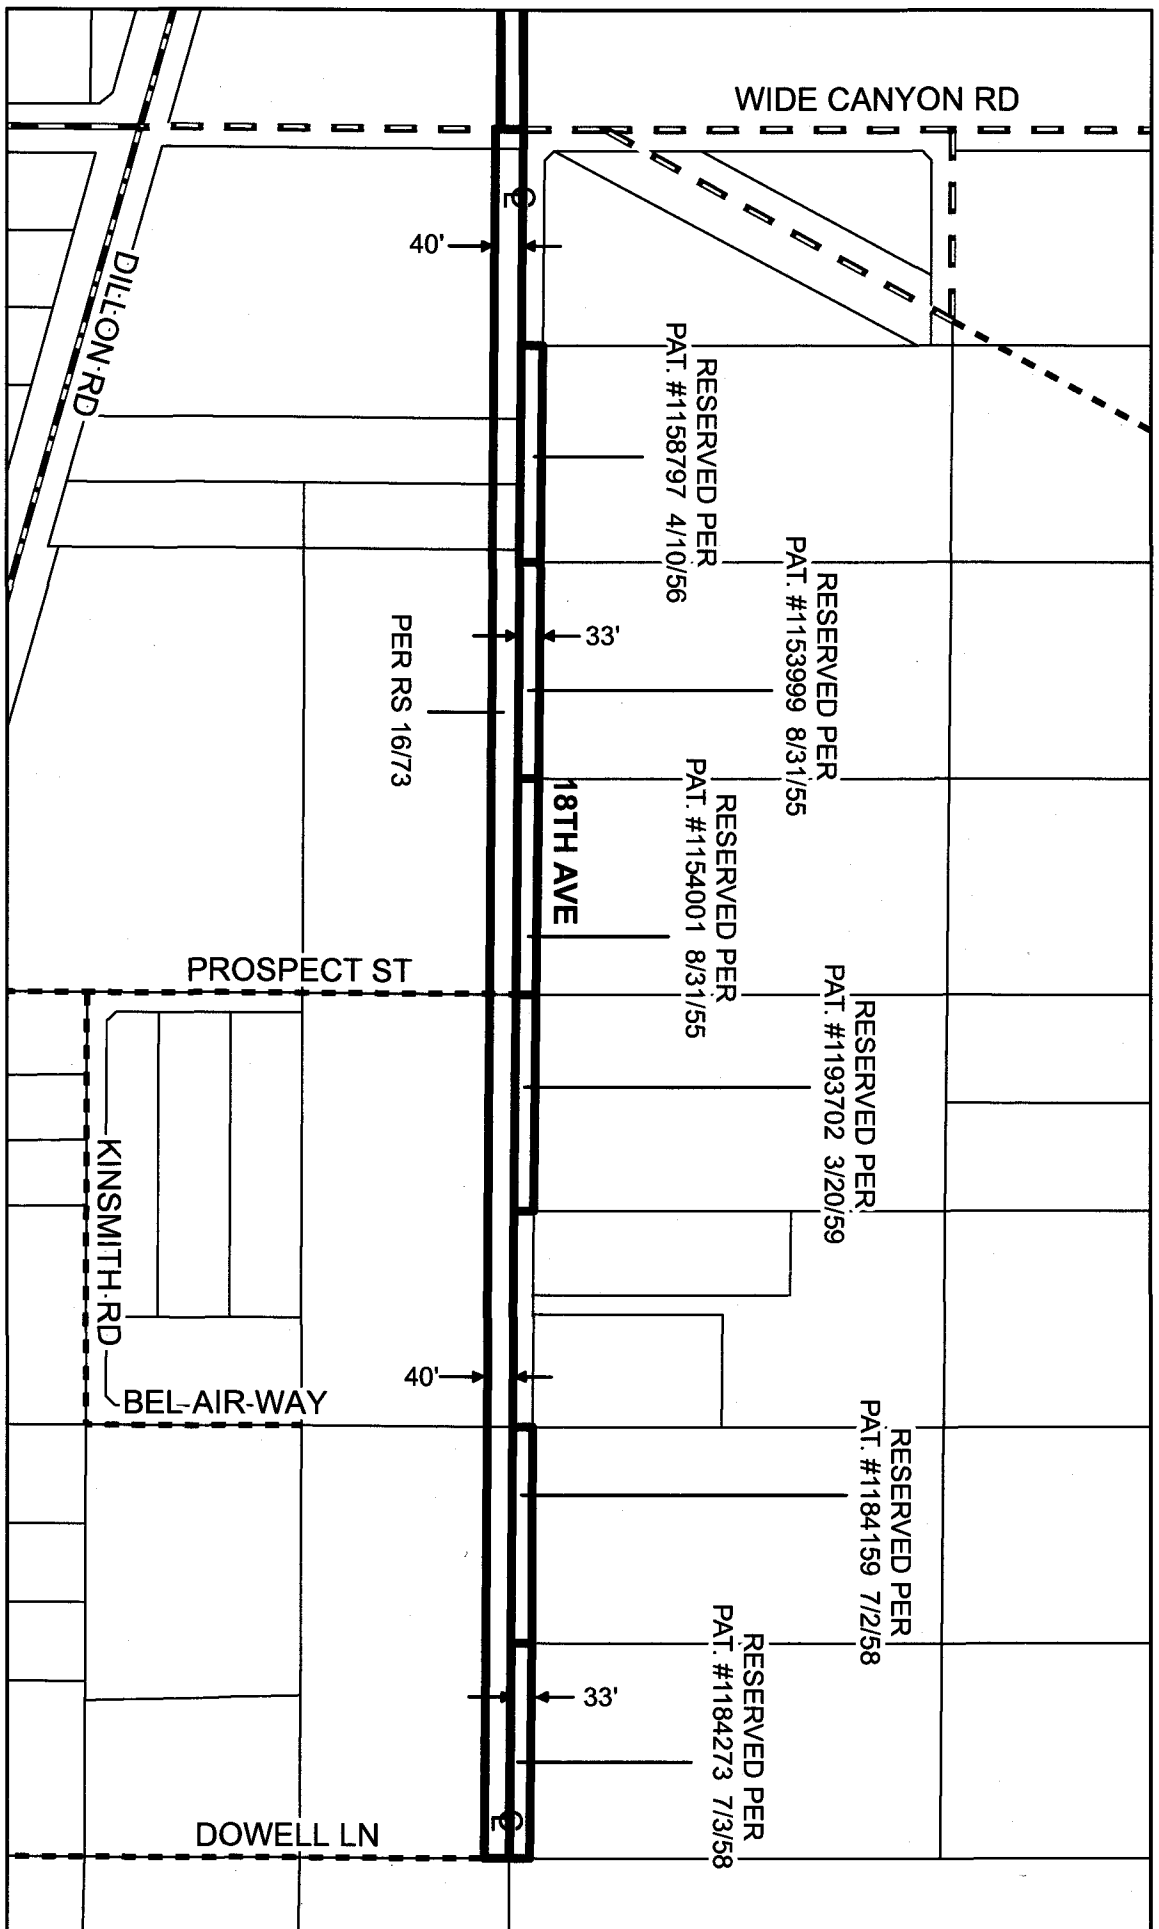 WIDE CANYON RD
℄
40'
DILLON RD
RESERVED PER
PAT. #1158797 4/10/56
RESERVED PER
PAT. #1153999 8/31/55
33'
PER RS 16/73
18TH AVE
RESERVED PER
PAT. #1154001 8/31/55
PROSPECT ST
RESERVED PER
PAT. #1193702 3/20/59
KINSMITH RD
40'
BEL-AIR-WAY
RESERVED PER
PAT. #1184159 7/2/58
RESERVED PER
PAT. #1184273 7/3/58
33'
℄
DOWELL LN